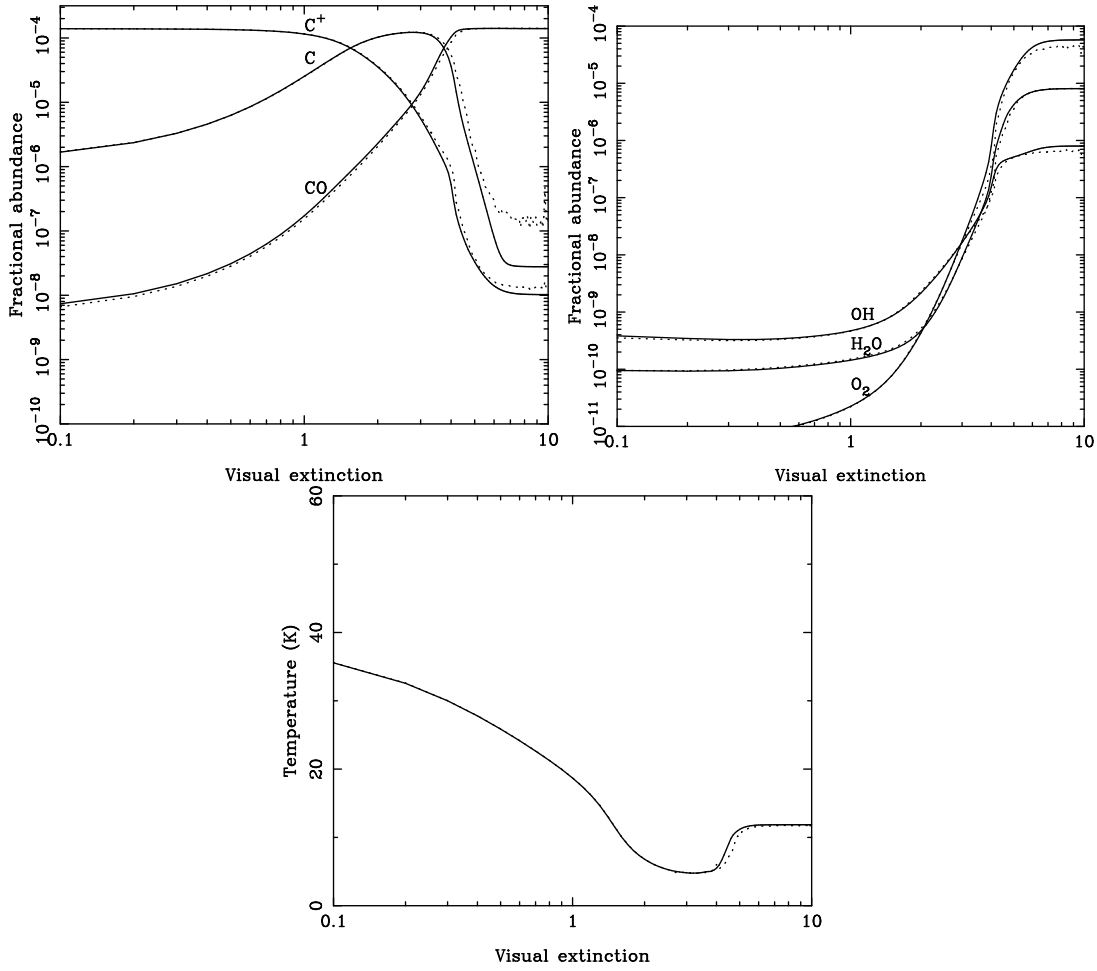 Fractional abundance
10⁻⁴
10⁻⁵
10⁻⁶
10⁻⁷
10⁻⁸
10⁻⁹
10⁻¹⁰
C⁺
C
CO
0.1
1
10
Visual extinction
Fractional abundance
10⁻⁴
10⁻⁵
10⁻⁶
10⁻⁷
10⁻⁸
10⁻⁹
10⁻¹⁰
10⁻¹¹
OH
H₂O
O₂
0.1
1
10
Visual extinction
Temperature (K)
60
40
20
0
0.1
1
10
Visual extinction